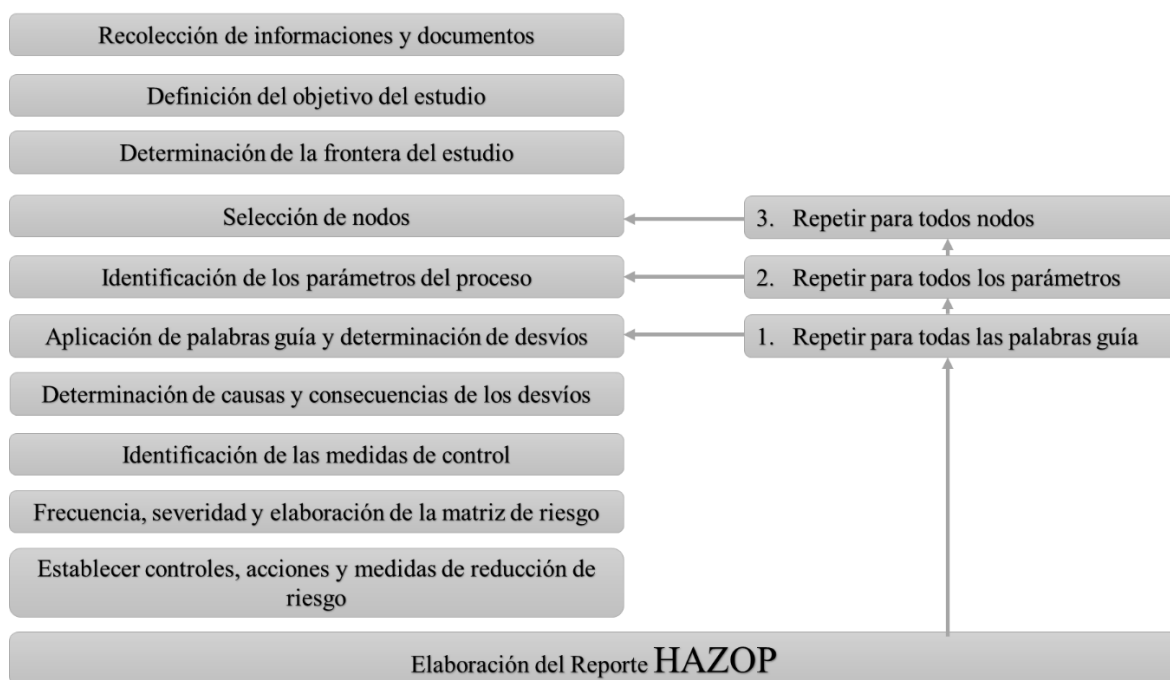 Recolección de informaciones y documentos
Definición del objetivo del estudio
Determinación de la frontera del estudio
Selección de nodos
3. Repetir para todos nodos
Identificación de los parámetros del proceso
2. Repetir para todos los parámetros
Aplicación de palabras guía y determinación de desvíos
1. Repetir para todas las palabras guía
Determinación de causas y consecuencias de los desvíos
Identificación de las medidas de control
Frecuencia, severidad y elaboración de la matriz de riesgo
Establecer controles, acciones y medidas de reducción de
riesgo
Elaboración del Reporte HAZOP